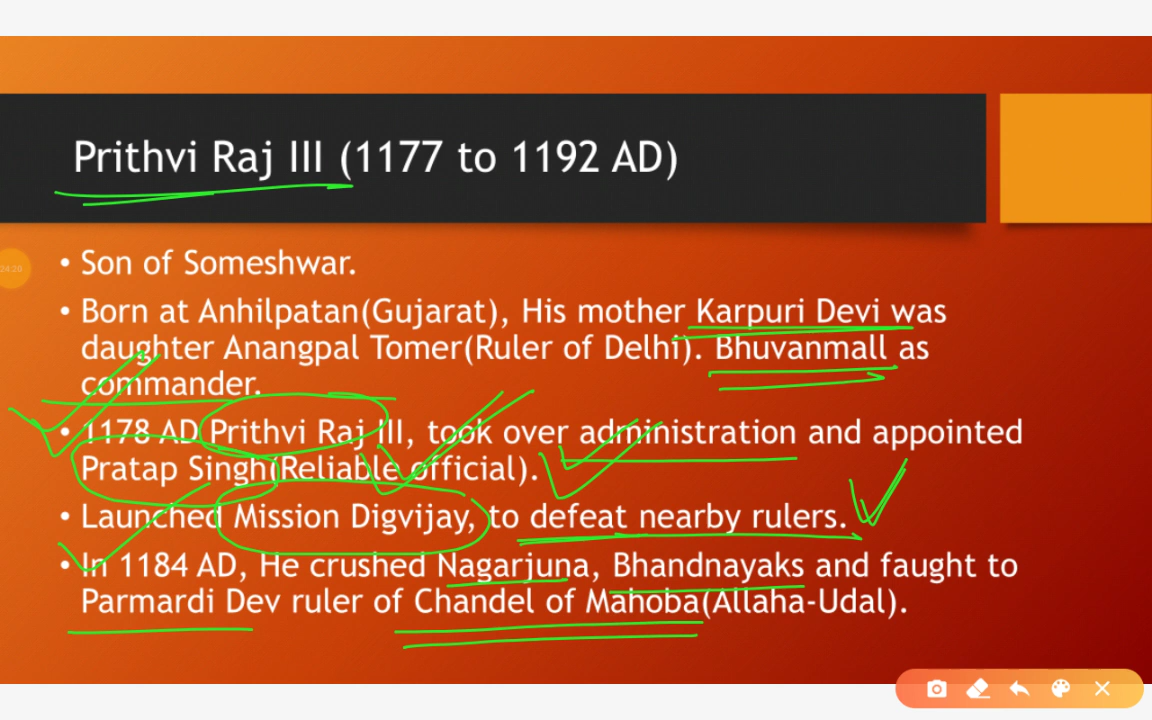 Prithvi Raj III (1177 to 1192 AD)
24:20
• Son of Someshwar.
• Born at Anhilpatan(Gujarat), His mother Karpuri Devi was
daughter Anangpal Tomer(Ruler of Delhi). Bhuvanmall as
commander.
• 1178 AD Prithvi Raj III, took over administration and appointed
Pratap Singh(Reliable official).
• Launched Mission Digvijay, to defeat nearby rulers.
• In 1184 AD, He crushed Nagarjuna, Bhandnayaks and faught to
Parmardi Dev ruler of Chandel of Mahoba(Allaha-Udal).